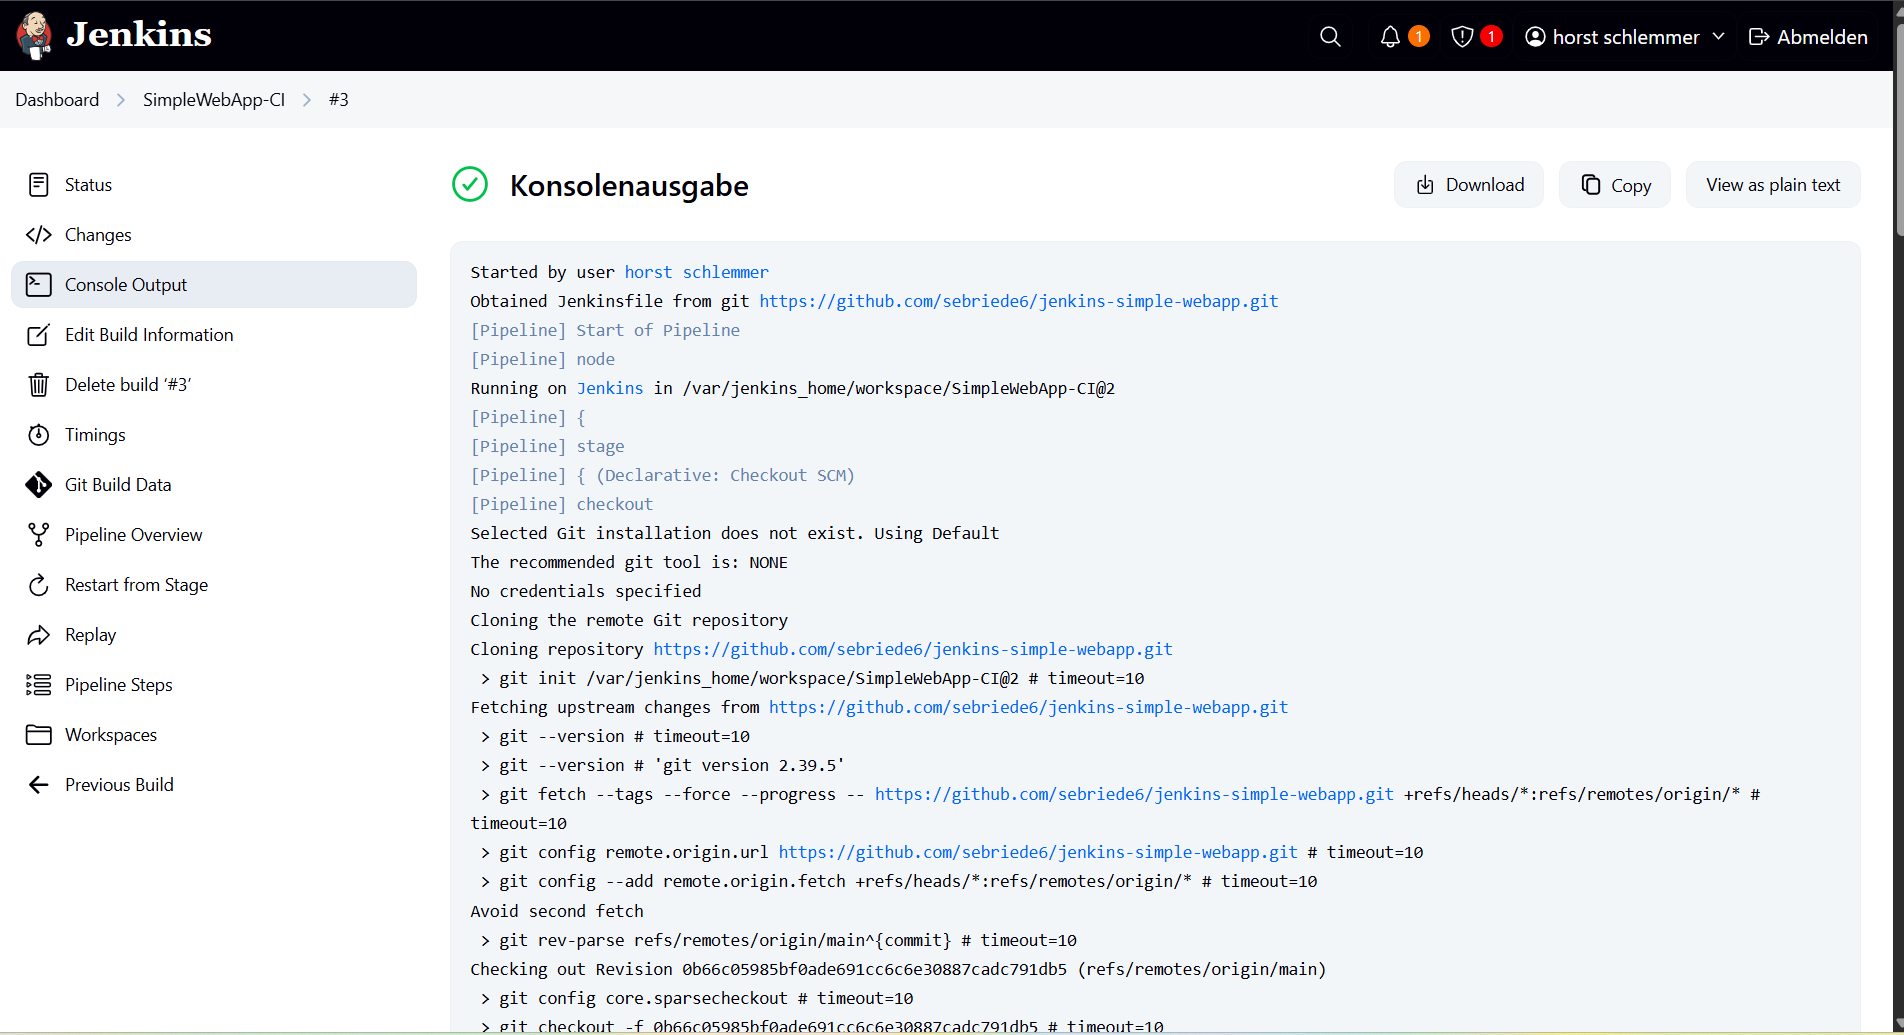 Jenkins
1
1
horst schlemmer
Abmelden
Dashboard
SimpleWebApp-CI
#3
Status
Changes
Console Output
Edit Build Information
Delete build ‘#3’
Timings
Git Build Data
Pipeline Overview
Restart from Stage
Replay
Pipeline Steps
Workspaces
Previous Build
Konsolenausgabe
Download
Copy
View as plain text
Started by user horst schlemmer
Obtained Jenkinsfile from git https://github.com/sebriede6/jenkins-simple-webapp.git
[Pipeline] Start of Pipeline
[Pipeline] node
Running on Jenkins in /var/jenkins_home/workspace/SimpleWebApp-CI@2
[Pipeline] {
[Pipeline] stage
[Pipeline] { (Declarative: Checkout SCM)
[Pipeline] checkout
Selected Git installation does not exist. Using Default
The recommended git tool is: NONE
No credentials specified
Cloning the remote Git repository
Cloning repository https://github.com/sebriede6/jenkins-simple-webapp.git
> git init /var/jenkins_home/workspace/SimpleWebApp-CI@2 # timeout=10
Fetching upstream changes from https://github.com/sebriede6/jenkins-simple-webapp.git
> git --version # timeout=10
> git --version # 'git version 2.39.5'
> git fetch --tags --force --progress -- https://github.com/sebriede6/jenkins-simple-webapp.git +refs/heads/*:refs/remotes/origin/* #
timeout=10
> git config remote.origin.url https://github.com/sebriede6/jenkins-simple-webapp.git # timeout=10
> git config --add remote.origin.fetch +refs/heads/*:refs/remotes/origin/* # timeout=10
Avoid second fetch
> git rev-parse refs/remotes/origin/main^{commit} # timeout=10
Checking out Revision 0b66c05985bf0ade691cc6c6e30887cadc791db5 (refs/remotes/origin/main)
> git config core.sparsecheckout # timeout=10
> git checkout -f 0b66c05985bf0ade691cc6c6e30887cadc791db5 # timeout=10